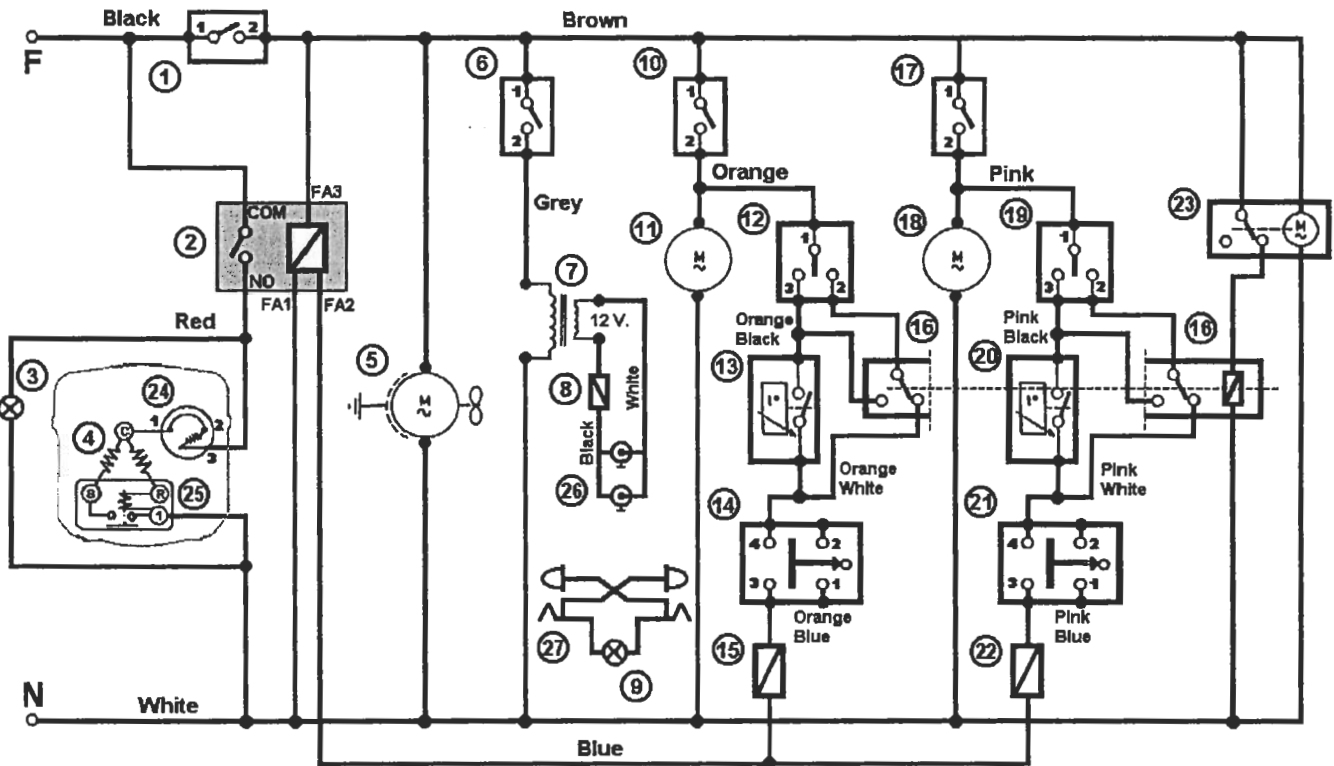 Black
Brown
F
1 2
1
6
10
17
1
2
1
2
1
2
Orange
Pink
FA3
COM
2
NO
FA1 FA2
Grey
12
19
23
1
3 2
1
3 2
11
M
~
18
M
~
M
~
7
12 V.
Red
Orange
Black
16
Pink
Black
16
3
24
1 2
3
5
M
~
8
White
13
t°
20
t°
4
C
S
R
1
25
Black
26
Orange
White
Pink
White
14
4 2
3 1
21
4 2
3 1
Orange
Blue
Pink
Blue
27
9
15
22
N
White
Blue